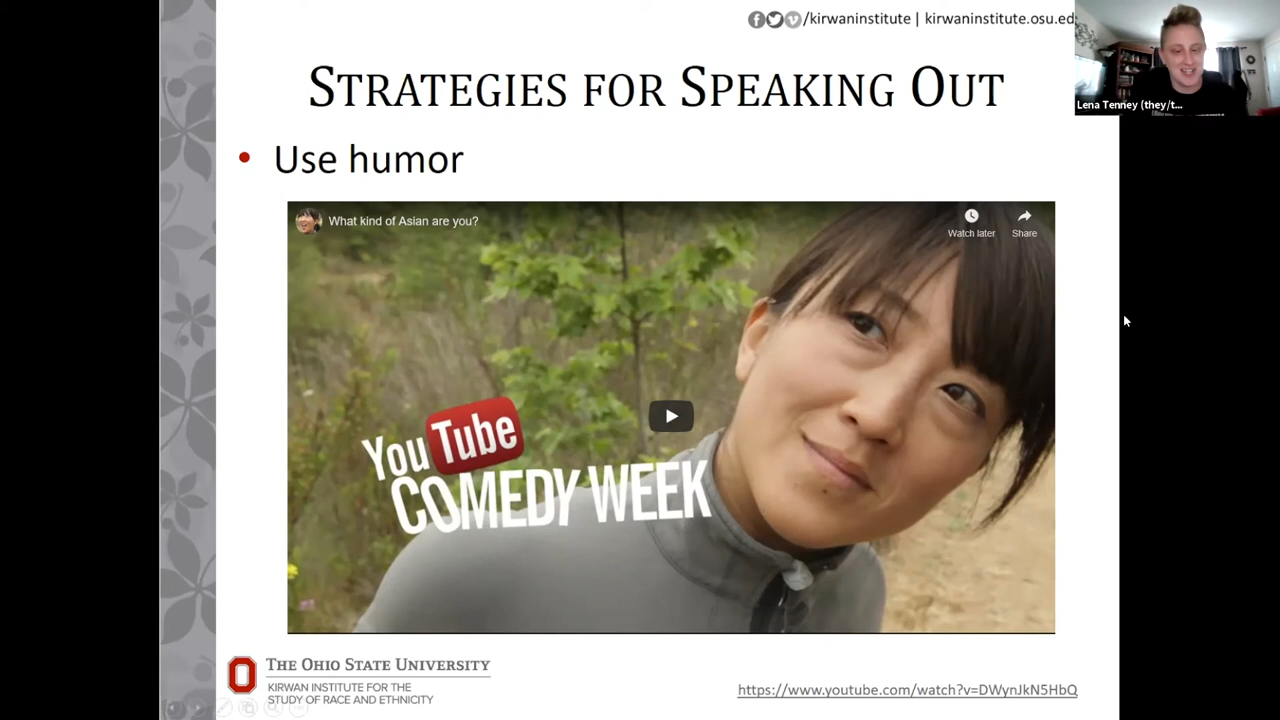 /kirwaninstitute | kirwaninstitute.osu.ed
Lena Tenney (they/t...
STRATEGIES FOR SPEAKING OUT
• Use humor
What kind of Asian are you?
Watch later
Share
YouTube
COMEDY WEEK
THE OHIO STATE UNIVERSITY
KIRWAN INSTITUTE FOR THE
STUDY OF RACE AND ETHNICITY
https://www.youtube.com/watch?v=DWynJkN5HbQ